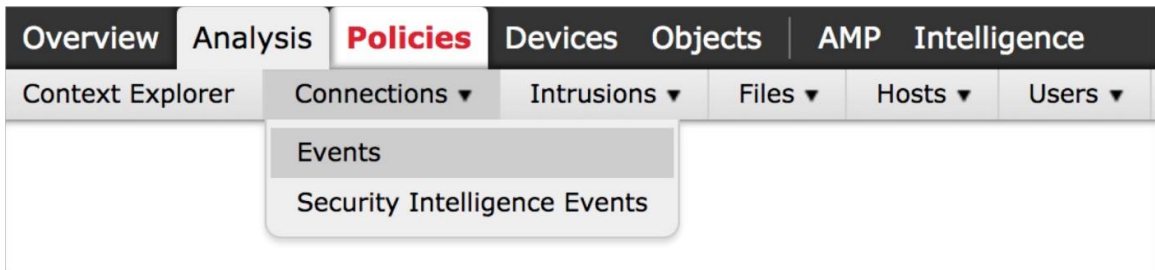 Overview Analysis Policies Devices Objects AMP Intelligence
Context Explorer Connections Intrusions Files Hosts Users
Events
Security Intelligence Events